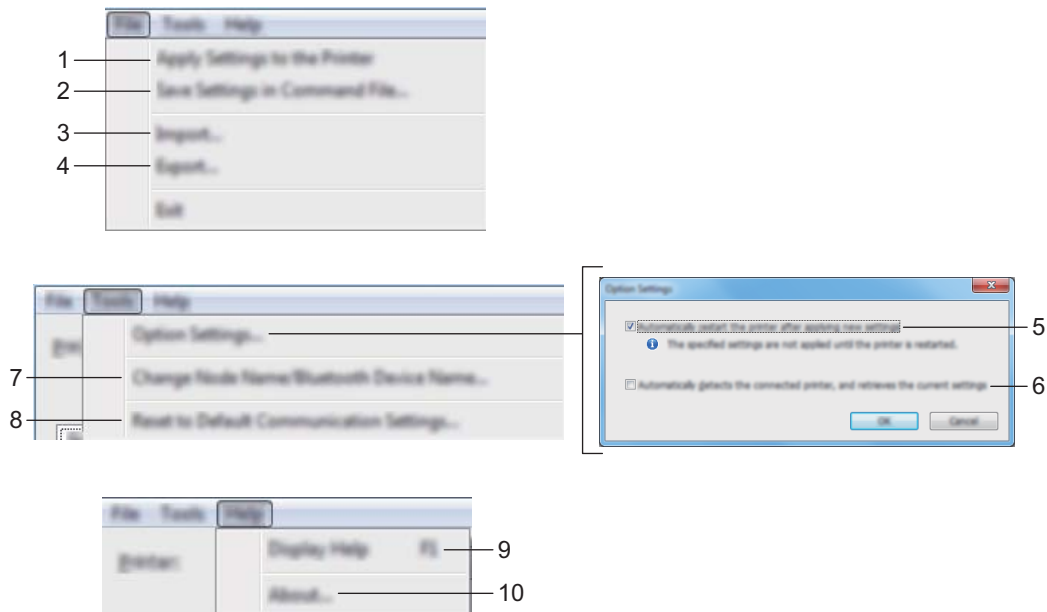 File Tools Help
1 Apply Settings to the Printer
2 Save Settings in Command File...
3 Import...
4 Export...
Exit
File Tools Help
Option Settings...
7 Change Node Name/Bluetooth Device Name...
8 Reset to Default Communication Settings...
Option Settings
Automatically restart the printer after applying new settings 5
The specified settings are not applied until the printer is restarted.
Automatically detects the connected printer, and retrieves the current settings 6
OK Cancel
File Tools Help
Printer:
Display Help F1 9
About... 10